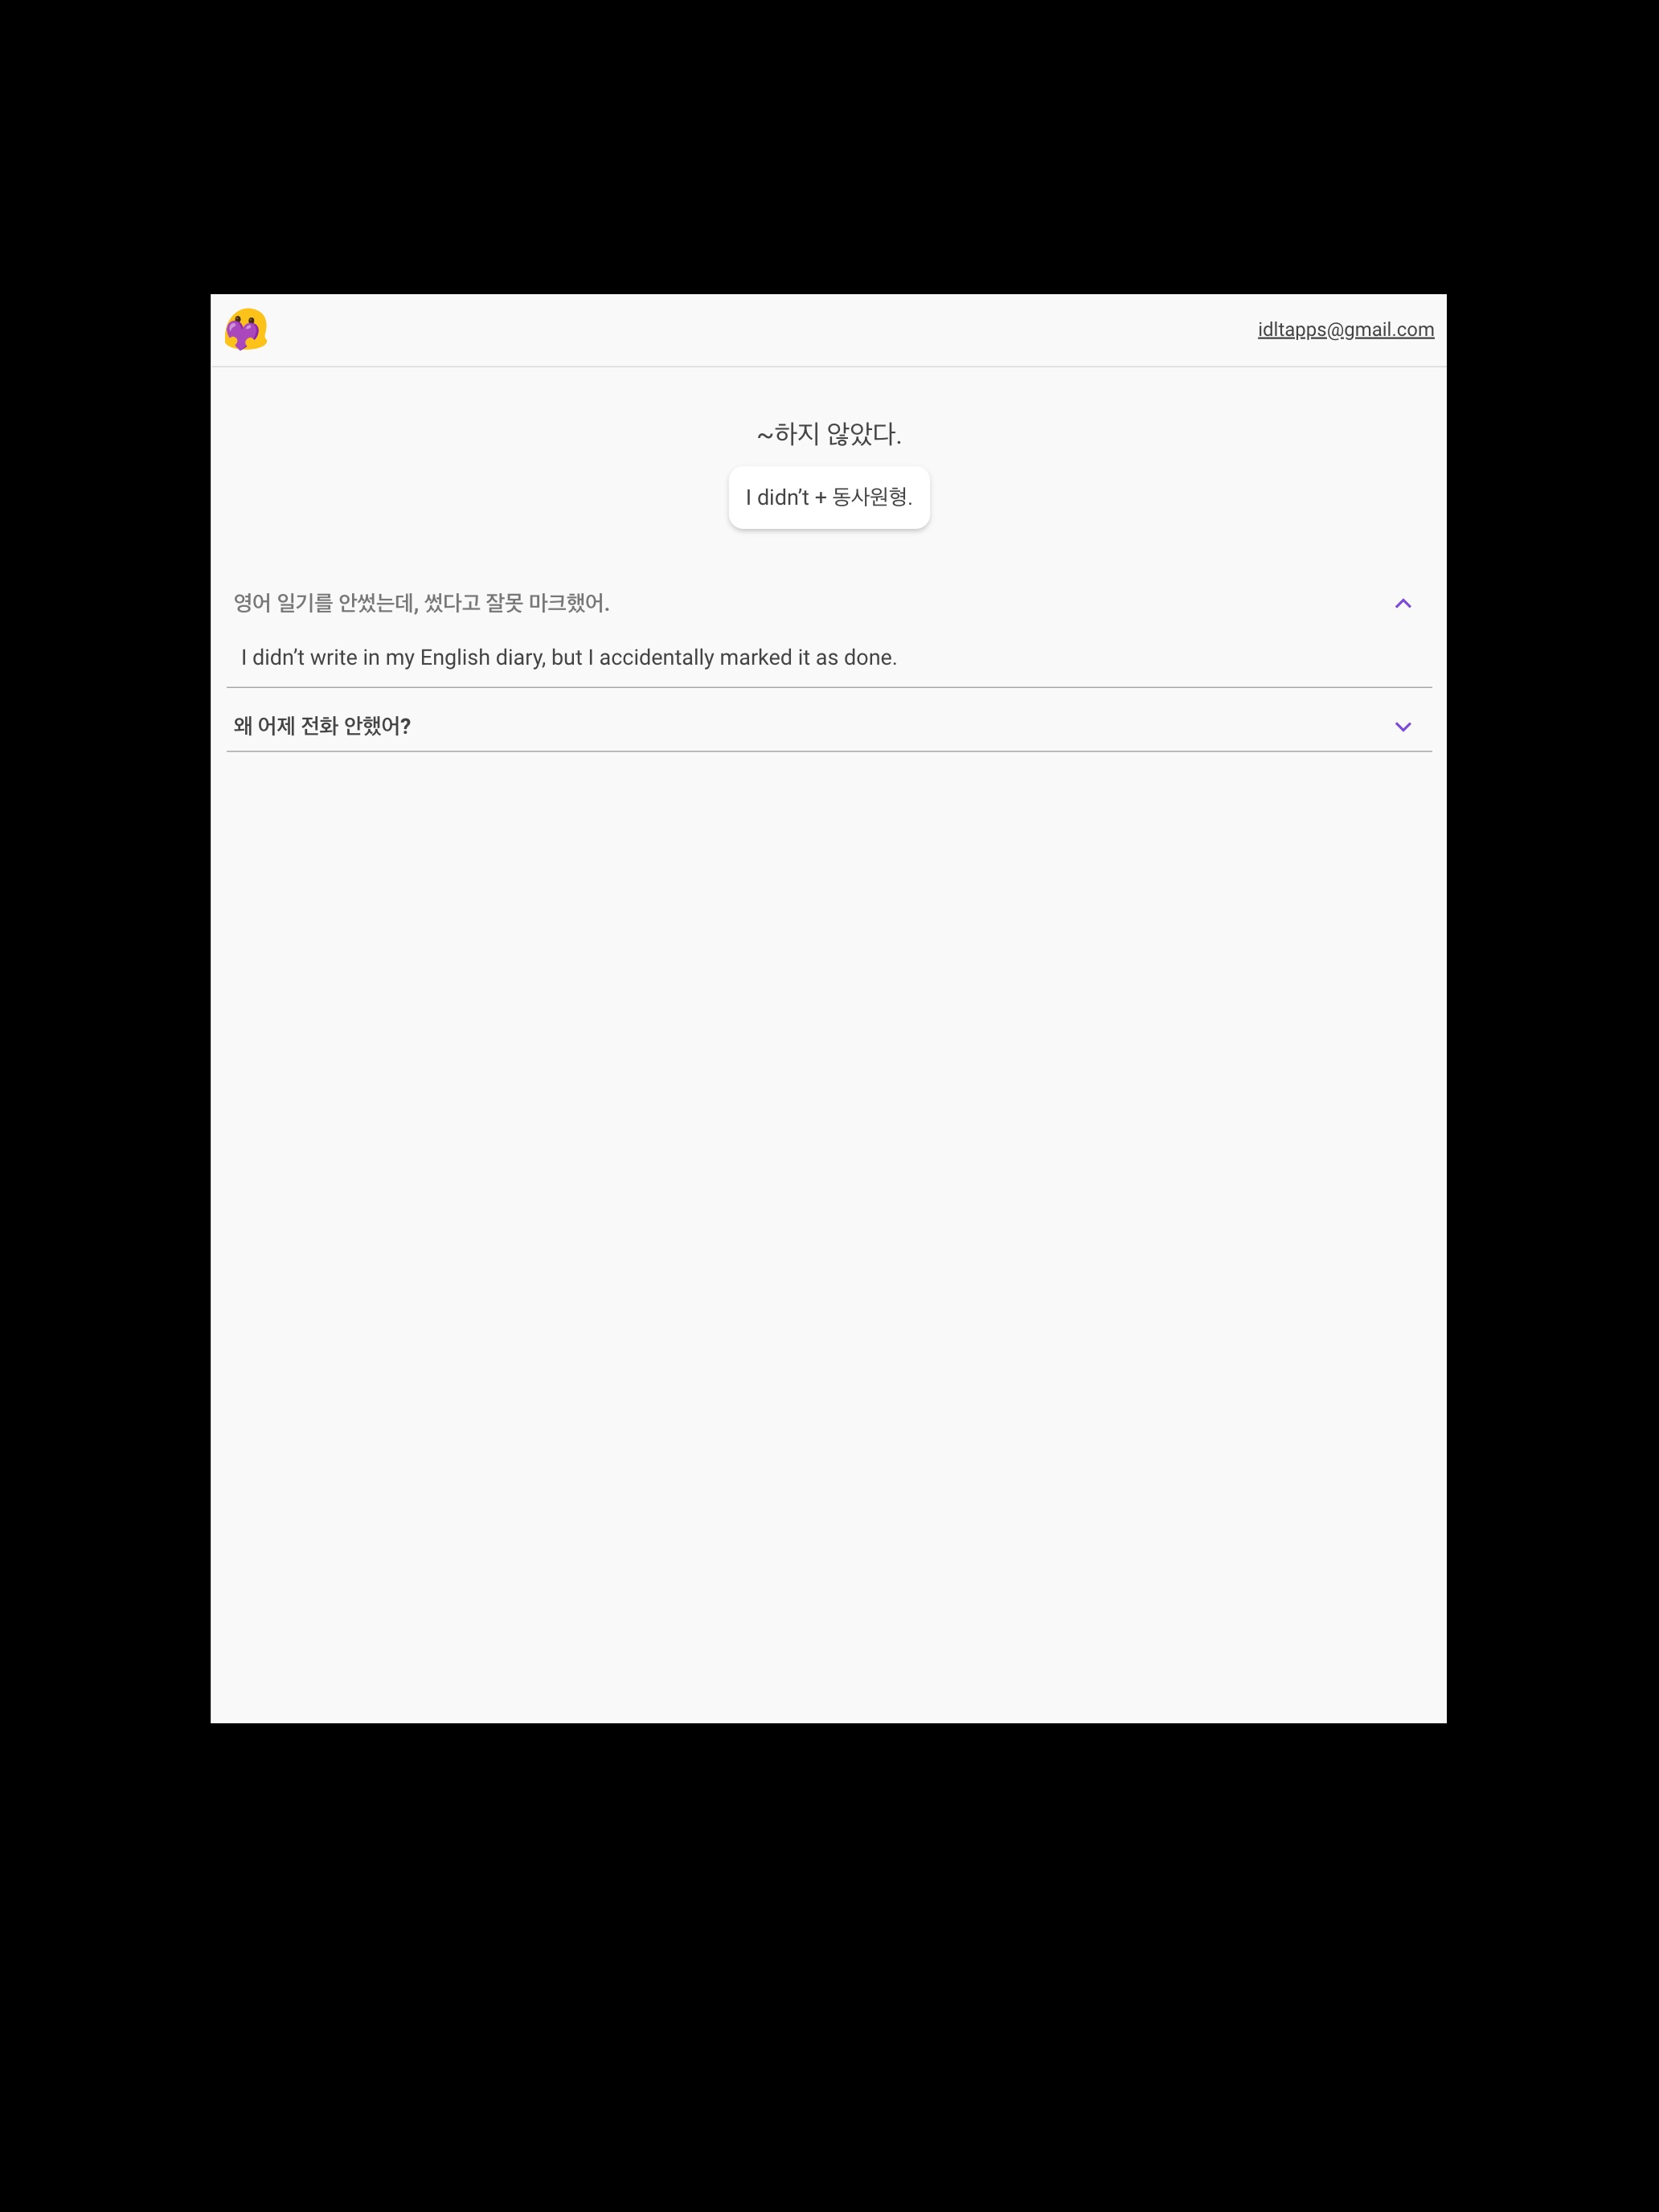 idltapps@gmail.com
~하지 않았다.
I didn’t + 동사원형.
영어 일기를 안썼는데, 썼다고 잘못 마크했어.
I didn’t write in my English diary, but I accidentally marked it as done.
왜 어제 전화 안했어?